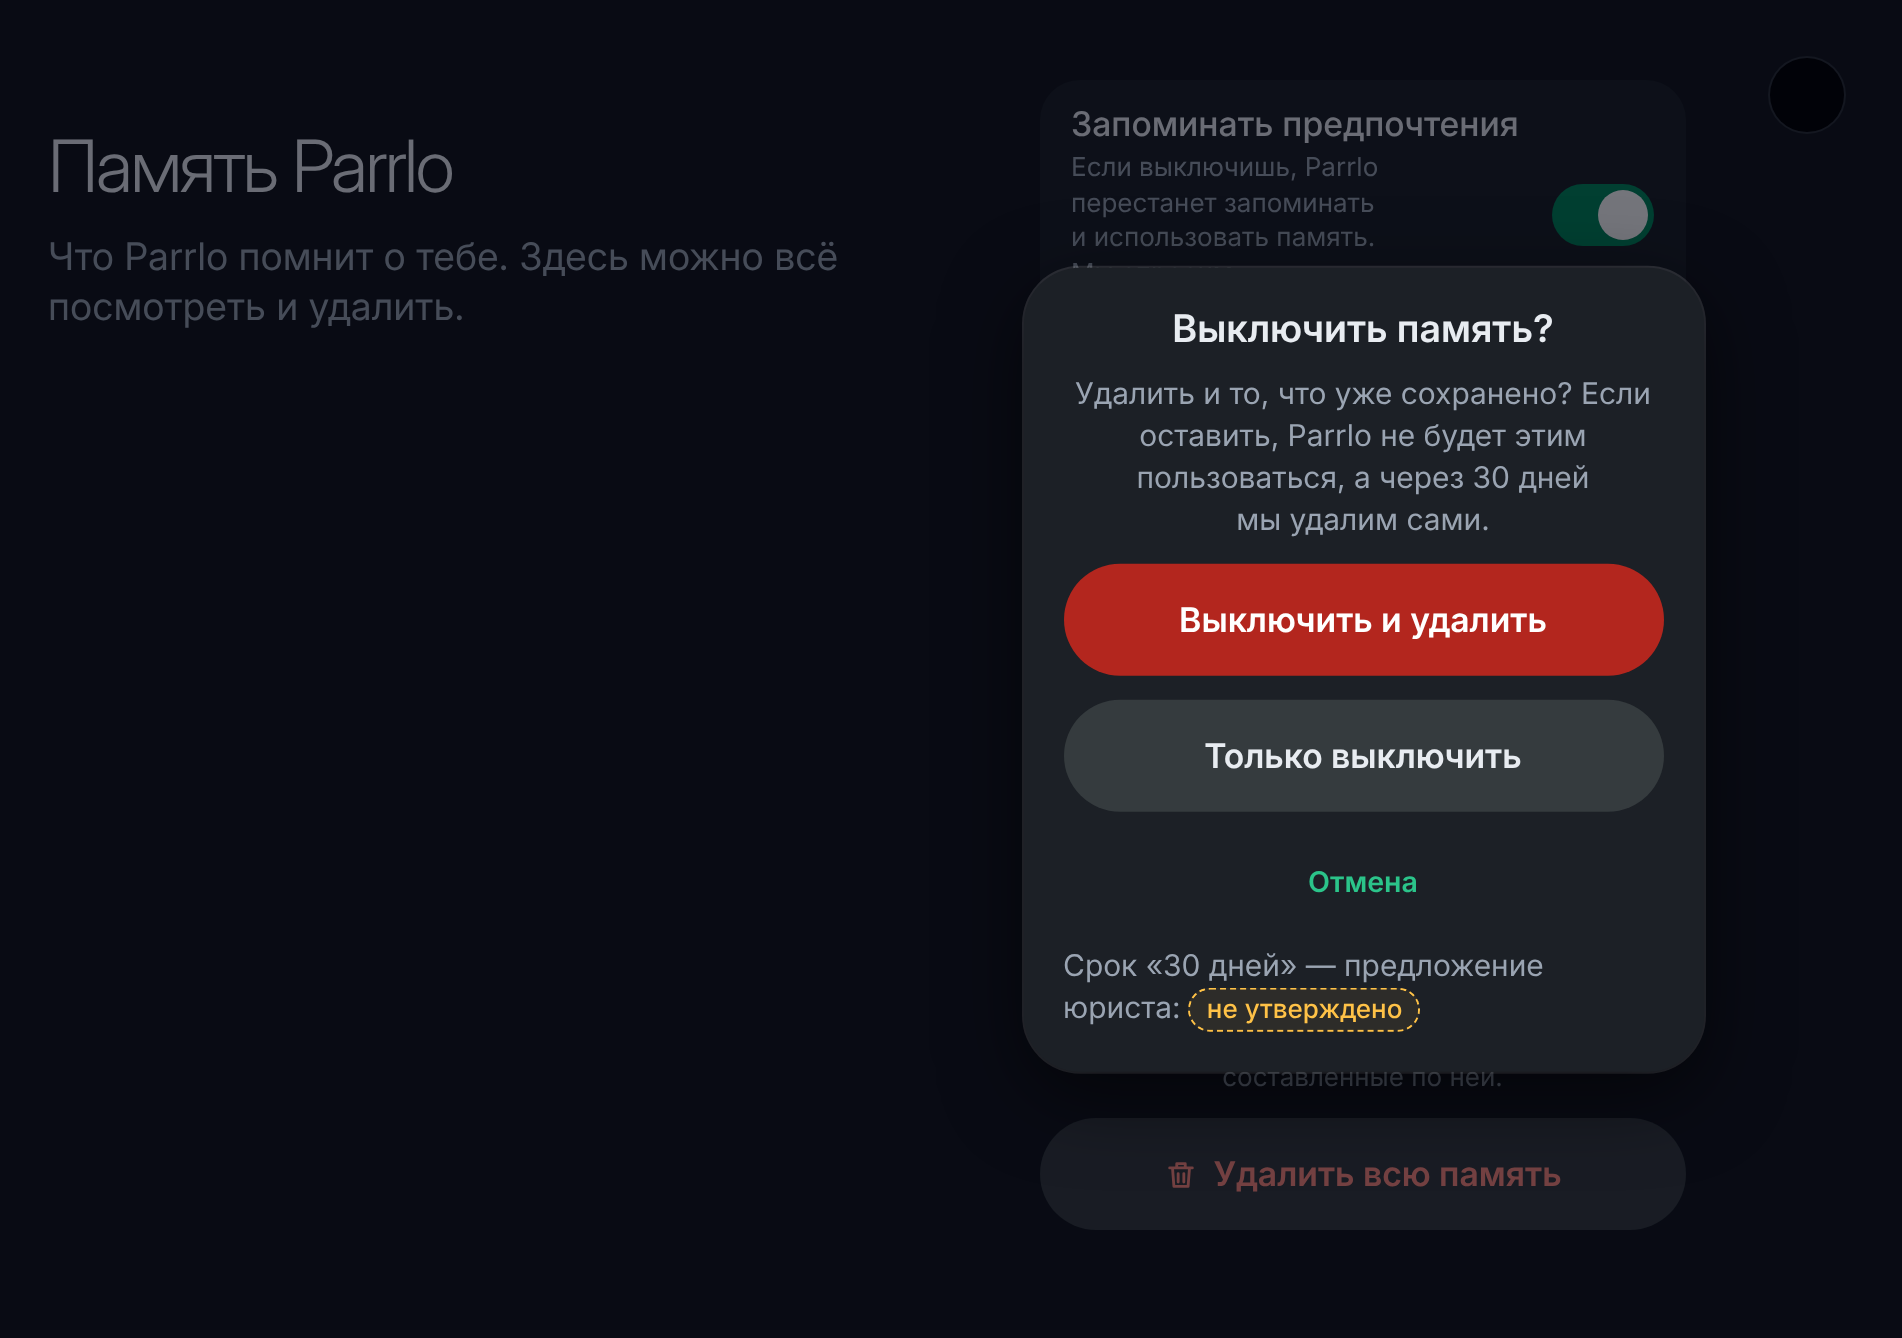 Память Parrlo
Что Parrlo помнит о тебе. Здесь можно всё
посмотреть и удалить.
Запоминать предпочтения
Если выключишь, Parrlo
перестанет запоминать
и использовать память.
Выключить память?
Удалить и то, что уже сохранено? Если
оставить, Parrlo не будет этим
пользоваться, а через 30 дней
мы удалим сами.
Выключить и удалить
Только выключить
Отмена
Срок «30 дней» — предложение
юриста: не утверждено
составленные по ней.
Удалить всю память